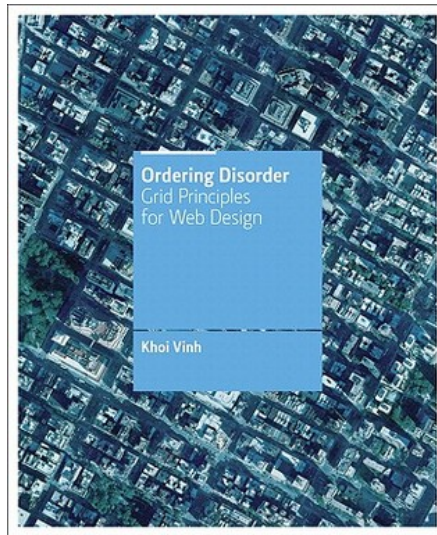 Ordering Disorder
Grid Principles
for Web Design
Khoi Vinh